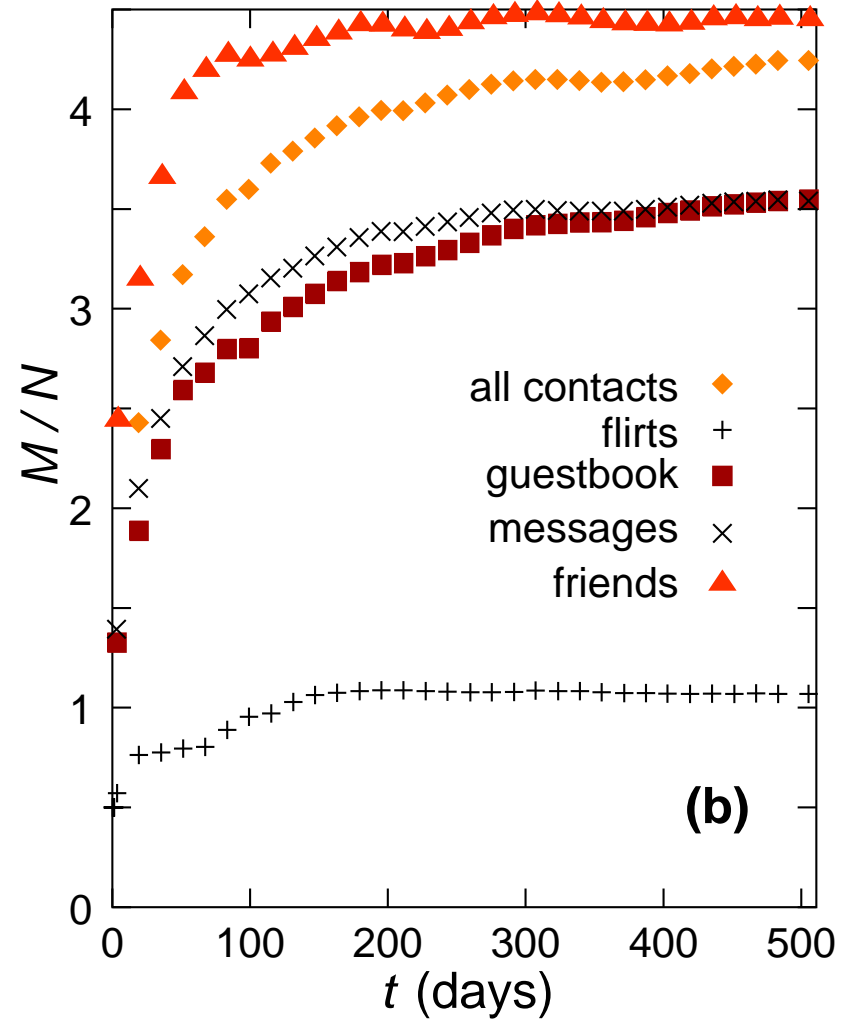 4
3
2
1
0
M / N
all contacts
flirts
guestbook
messages
friends
(b)
0 100 200 300 400 500
t (days)